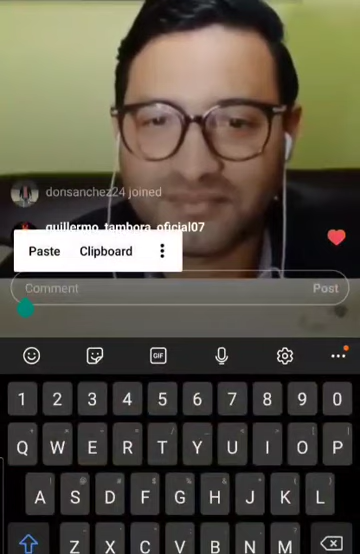 donsanchez24 joined
guillermo_tambora_oficial07
Paste Clipboard
Comment Post
GIF
1 2 3 4 5 6 7 8 9 0
Q W E R T Y U I O P
A S D F G H J K L
Z X C V B N M